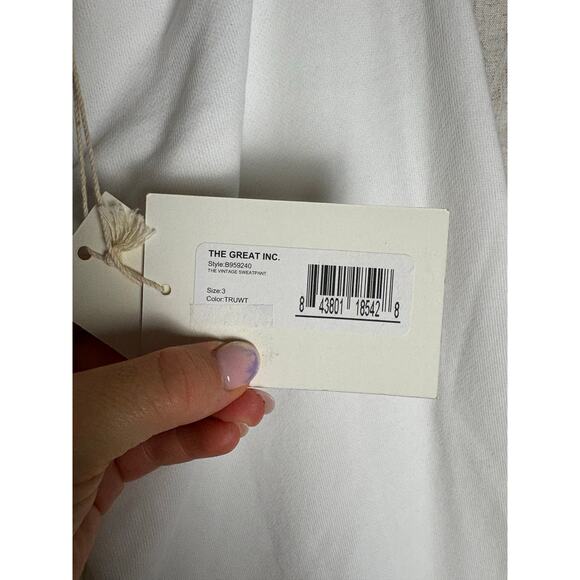 THE GREAT INC.
Style:B959240
THE VINTAGE SWEATPANT
Size:3
Color:TRUWT
8 43801 18542 8